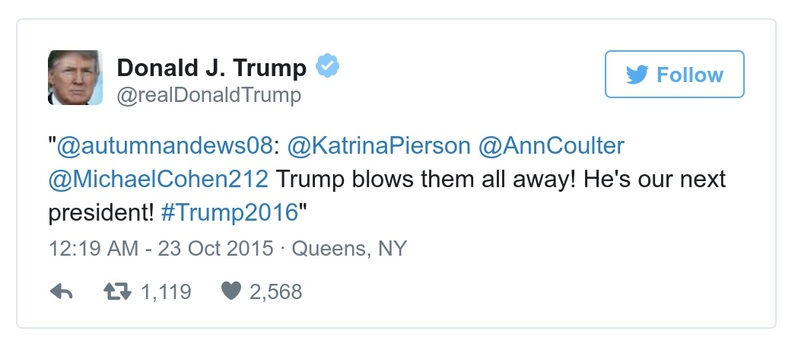 Donald J. Trump
@realDonaldTrump
Follow
"@autumnandews08: @KatrinaPierson @AnnCoulter
@MichaelCohen212 Trump blows them all away! He's our next
president! #Trump2016"
12:19 AM - 23 Oct 2015 · Queens, NY
1,119 2,568